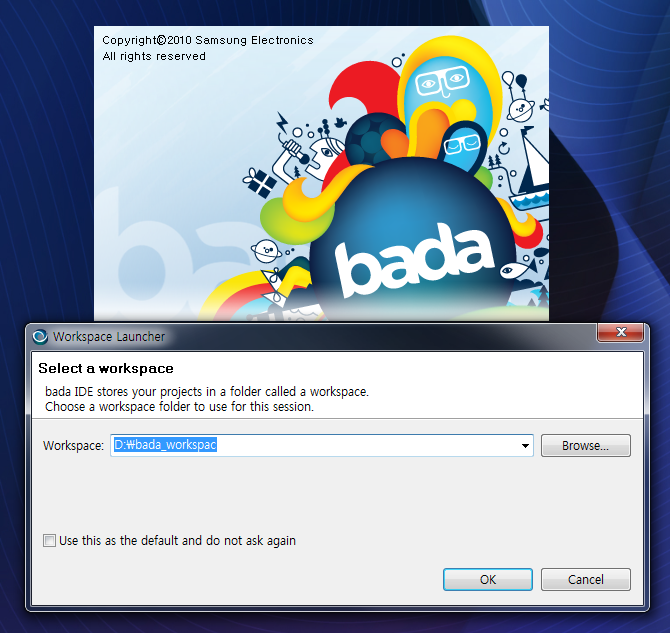 Copyright©2010 Samsung Electronics
All rights reserved
bada
bada
Workspace Launcher
Select a workspace
bada IDE stores your projects in a folder called a workspace.
Choose a workspace folder to use for this session.
Workspace: D:₩bada_workspac Browse...
Use this as the default and do not ask again
OK Cancel